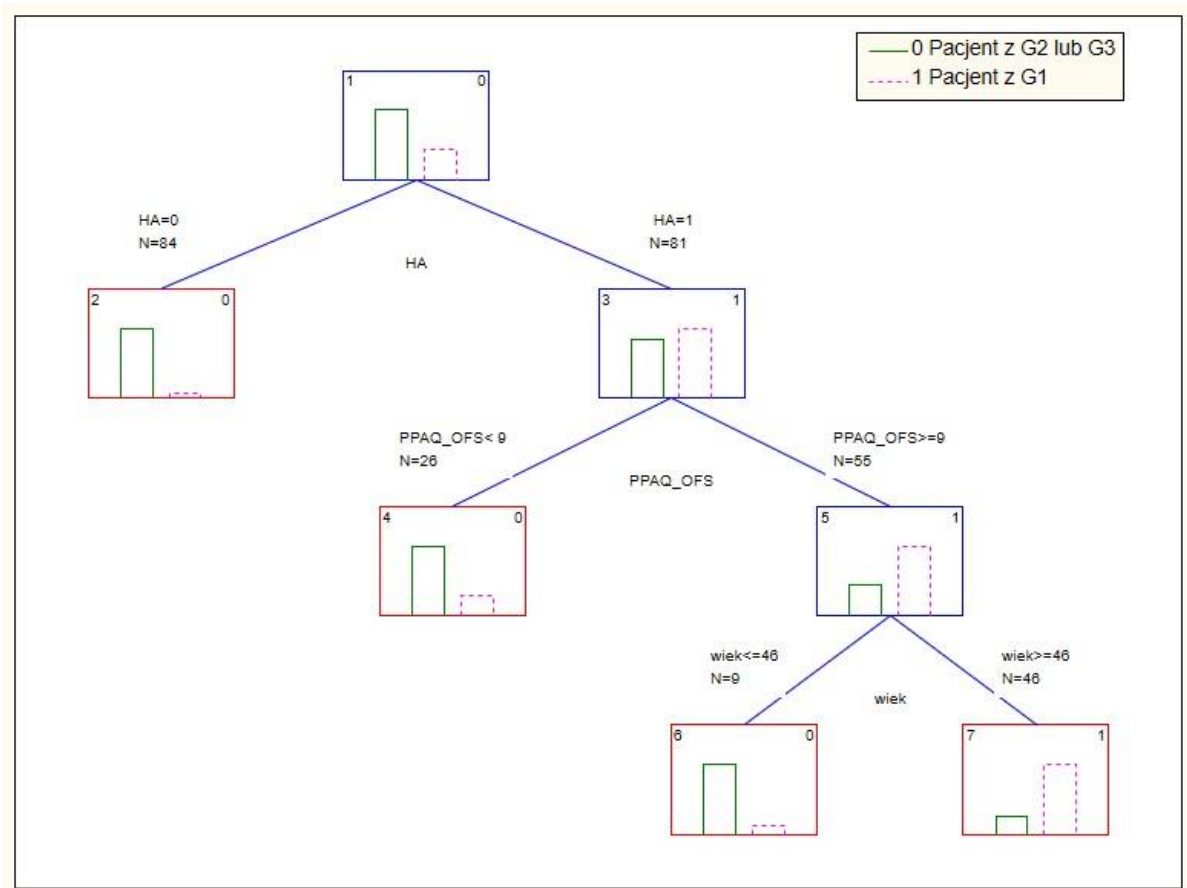 0 Pacjent z G2 lub G3
1 Pacjent z G1
1 0
HA=0
N=84
HA=1
N=81
HA
2 0
3 1
PPAQ_OFS< 9
N=26
PPAQ_OFS>=9
N=55
PPAQ_OFS
4 0
5 1
wiek<=46
N=9
wiek>=46
N=46
wiek
6 0
7 1